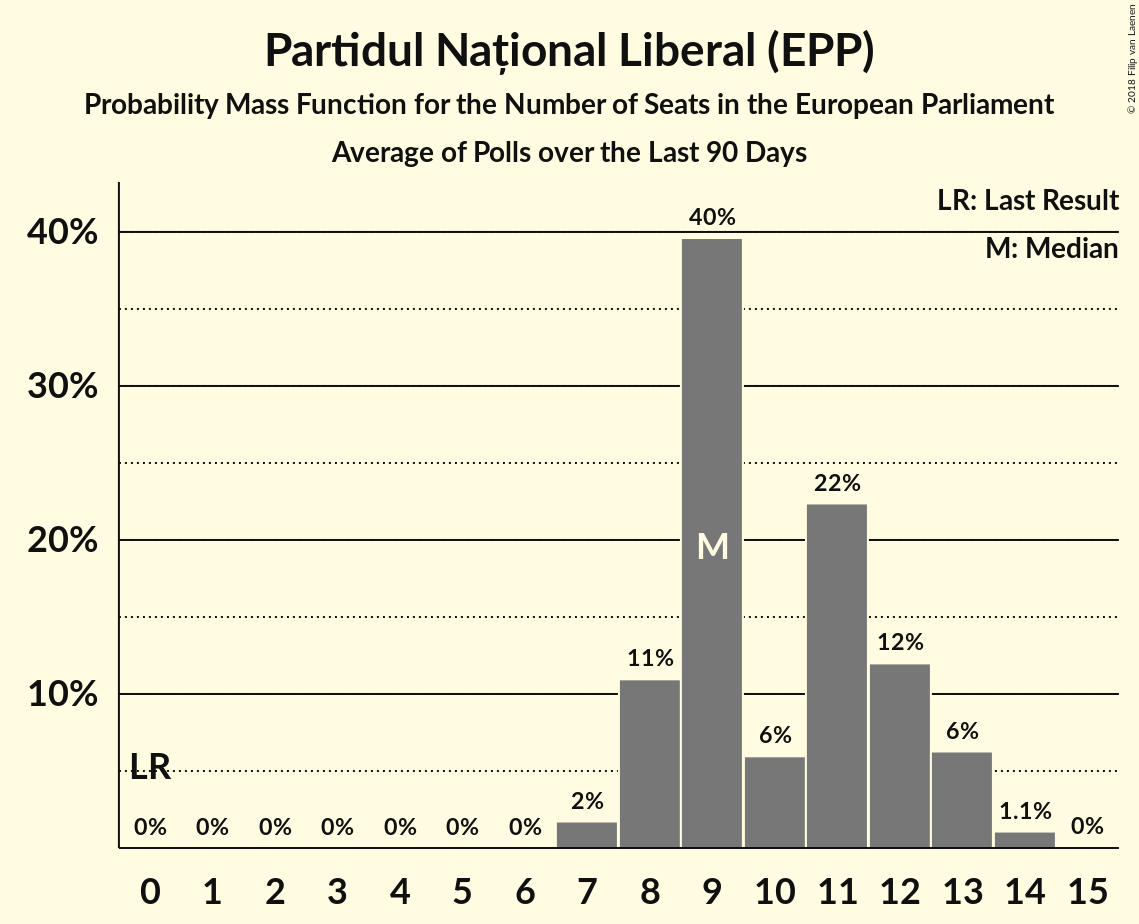 Partidul Național Liberal (EPP)
Probability Mass Function for the Number of Seats in the European Parliament
Average of Polls over the Last 90 Days
© 2018 Filip van Laenen
LR: Last Result
M: Median
40%
30%
20%
10%
LR
0%
0%
0%
0%
0%
0%
0%
2%
11%
40%
M
6%
22%
12%
6%
1.1%
0%
0 1 2 3 4 5 6 7 8 9 10 11 12 13 14 15